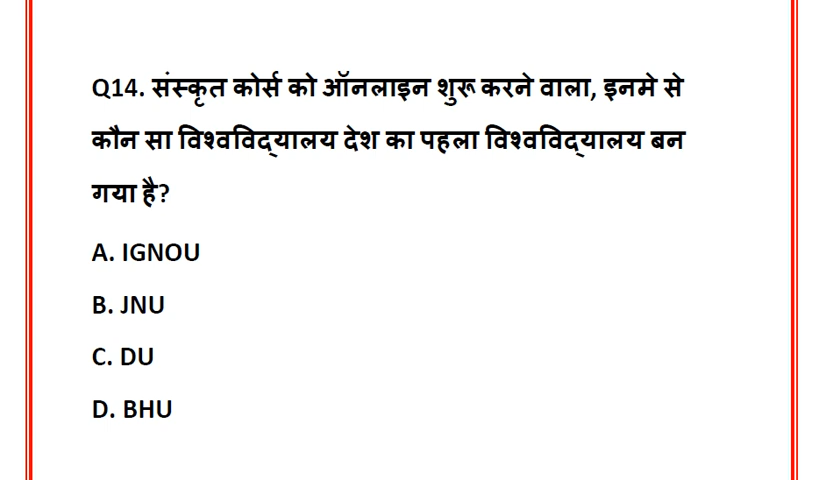 Q14. संस्कृत कोर्स को ऑनलाइन शुरू करने वाला, इनमे से
कौन सा विश्वविद्यालय देश का पहला विश्वविद्यालय बन
गया है?
A. IGNOU
B. JNU
C. DU
D. BHU